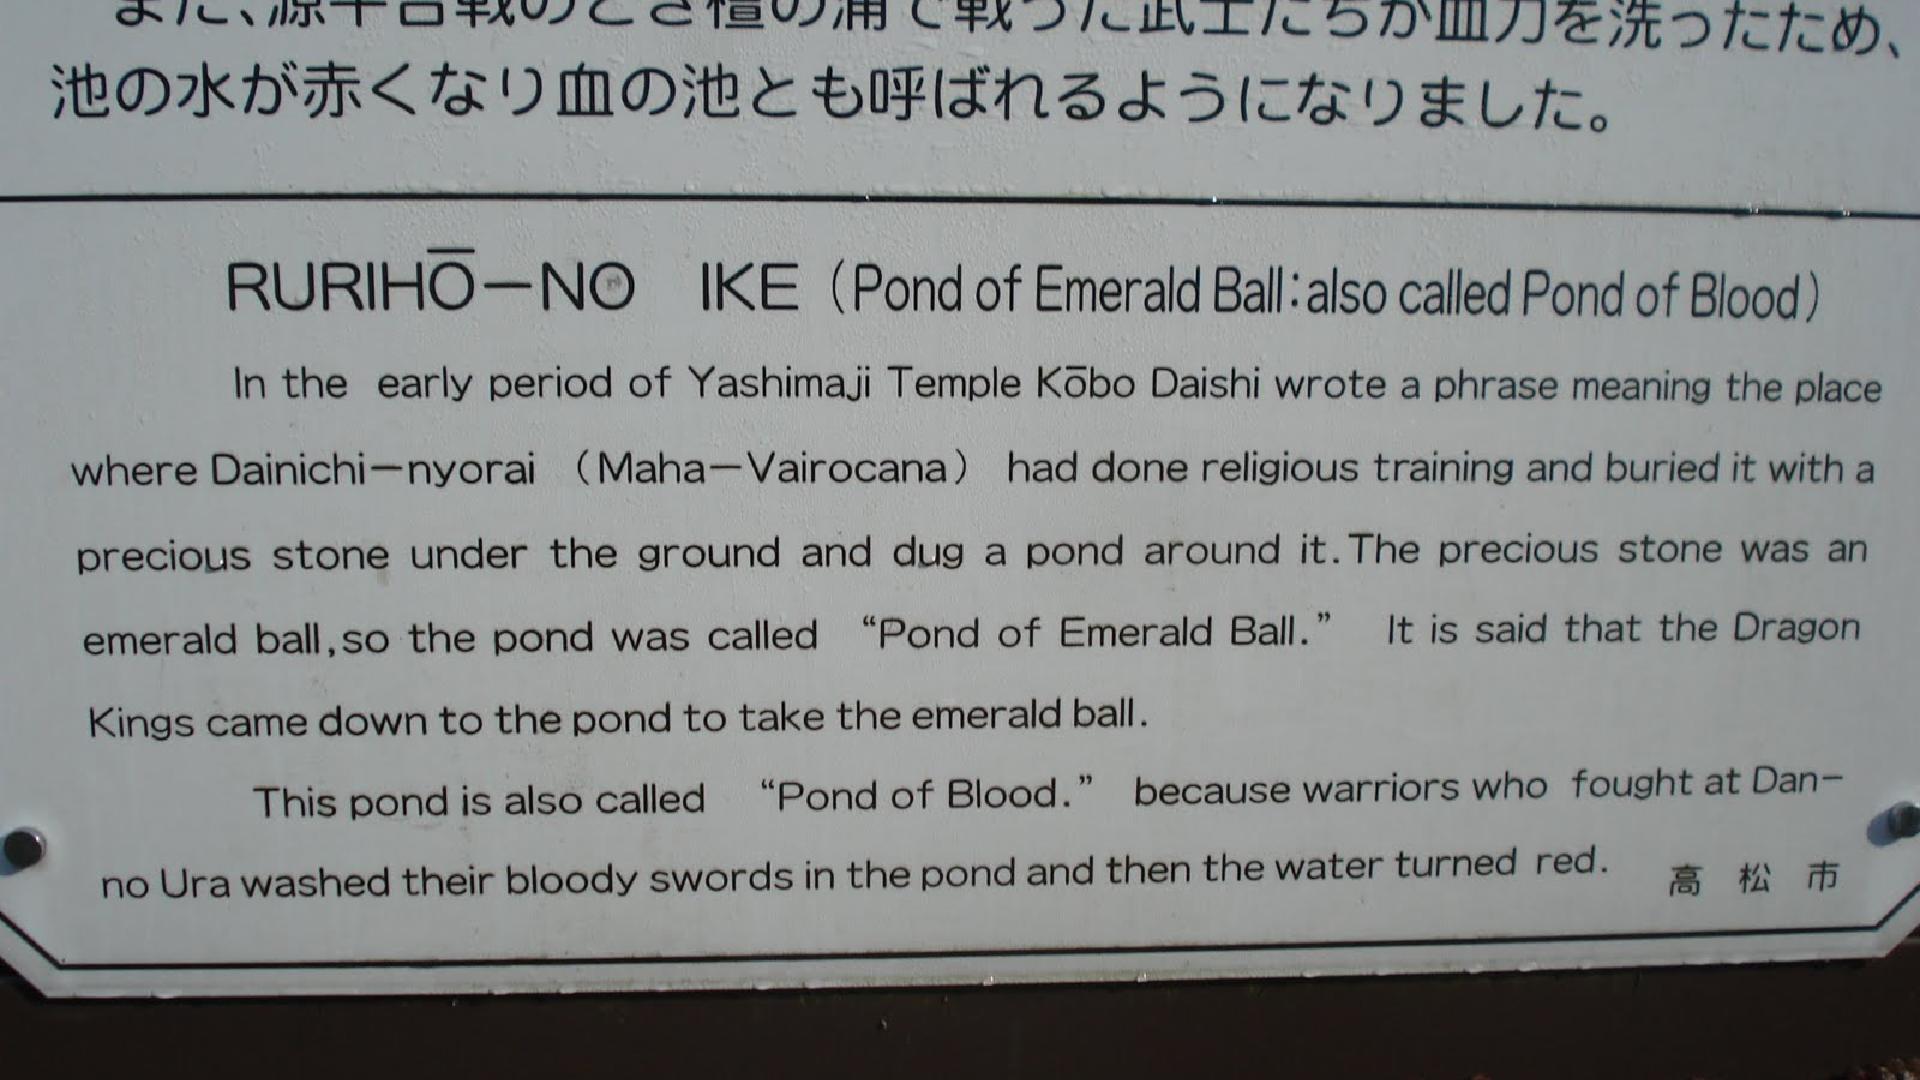 また、源平合戦のとき檀の浦で戦った武士たちが血刀を洗ったため、
池の水が赤くなり血の池とも呼ばれるようになりました。
RURIHŌ－NO IKE (Pond of Emerald Ball:also called Pond of Blood)
In the early period of Yashimaji Temple Kōbo Daishi wrote a phrase meaning the place
where Dainichi－nyorai （Maha－Vairocana） had done religious training and buried it with a
precious stone under the ground and dug a pond around it. The precious stone was an
emerald ball,so the pond was called “Pond of Emerald Ball.” It is said that the Dragon
Kings came down to the pond to take the emerald ball.
This pond is also called “Pond of Blood.” because warriors who fought at Dan－
no Ura washed their bloody swords in the pond and then the water turned red.
高松市